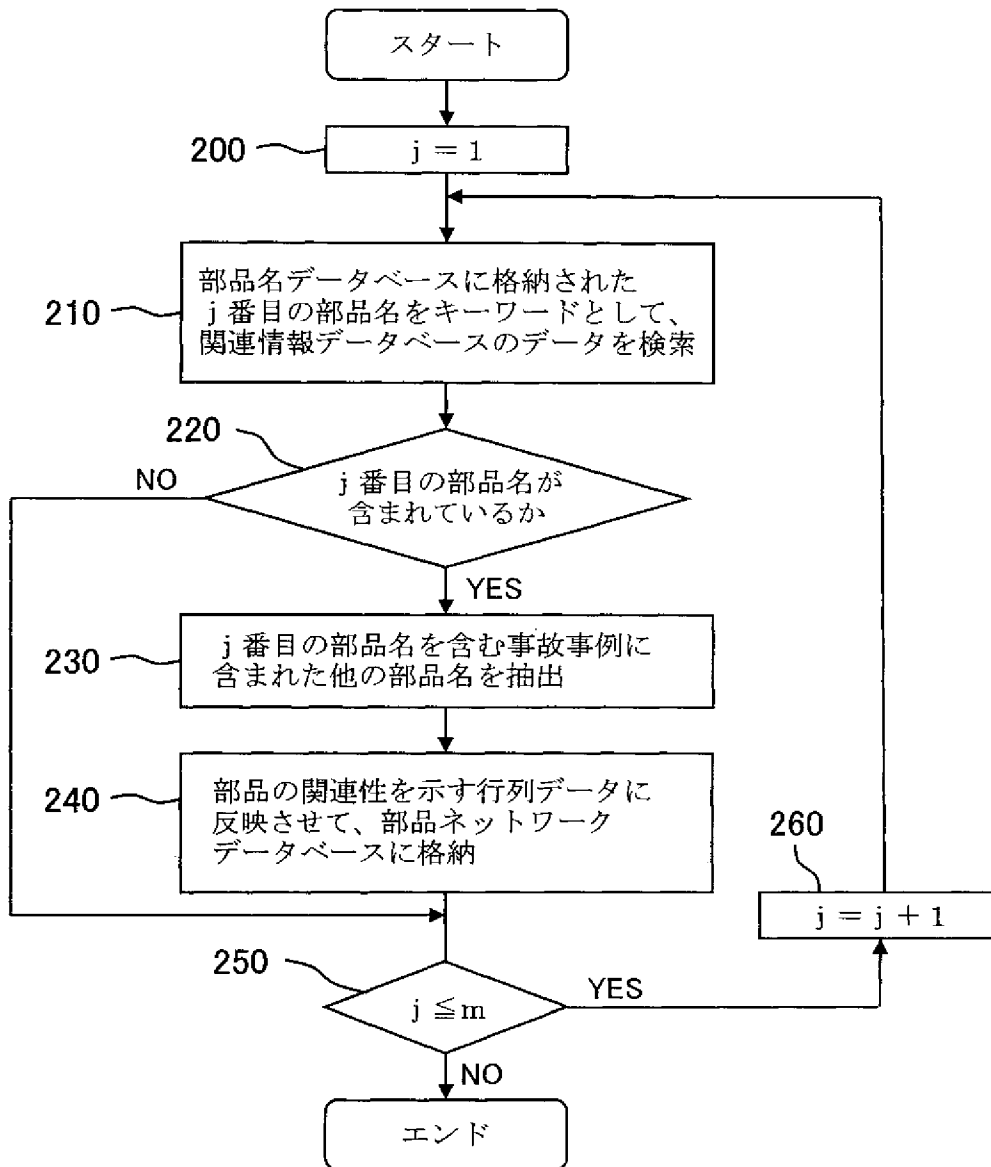 スタート
200
j = 1
210
部品名データベースに格納された
j 番目の部品名をキーワードとして、
関連情報データベースのデータを検索
220
NO
j 番目の部品名が
含まれているか
YES
230
j 番目の部品名を含む事故事例に
含まれた他の部品名を抽出
240
部品の関連性を示す行列データに
反映させて、部品ネットワーク
データベースに格納
260
j = j + 1
250
YES
j ≦ m
NO
エンド